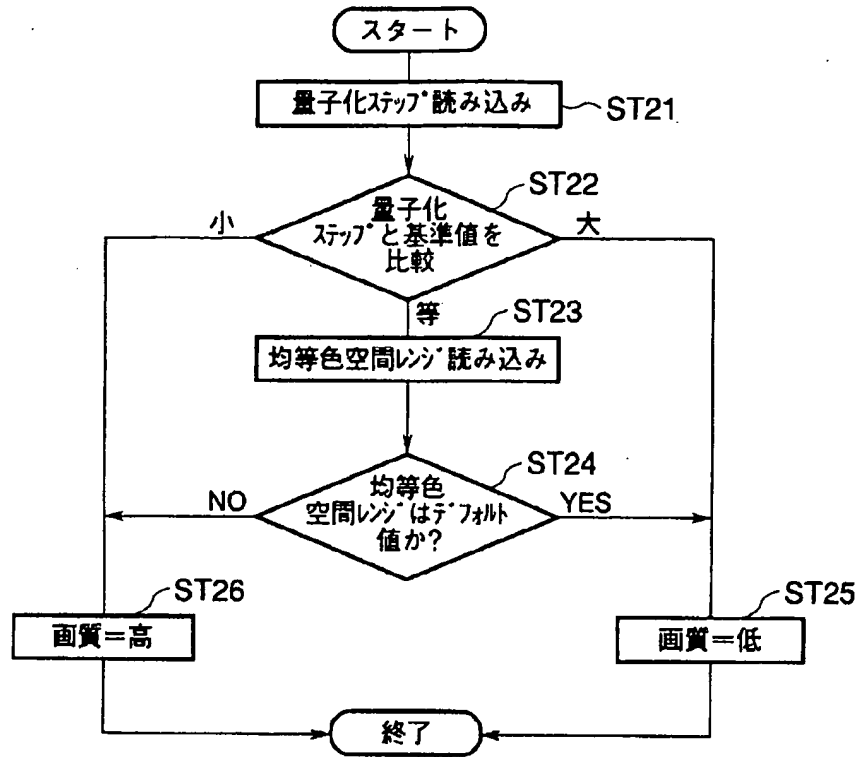 スタート
量子化ｽﾃｯﾌﾟ読み込み
ST21
ST22
量子化
ｽﾃｯﾌﾟと基準値を
比較
小
大
等
ST23
均等色空間ﾚﾝｼﾞ読み込み
ST24
均等色
空間ﾚﾝｼﾞはﾃﾞﾌｫﾙﾄ
値か?
NO
YES
ST26
ST25
画質=高
画質=低
終了